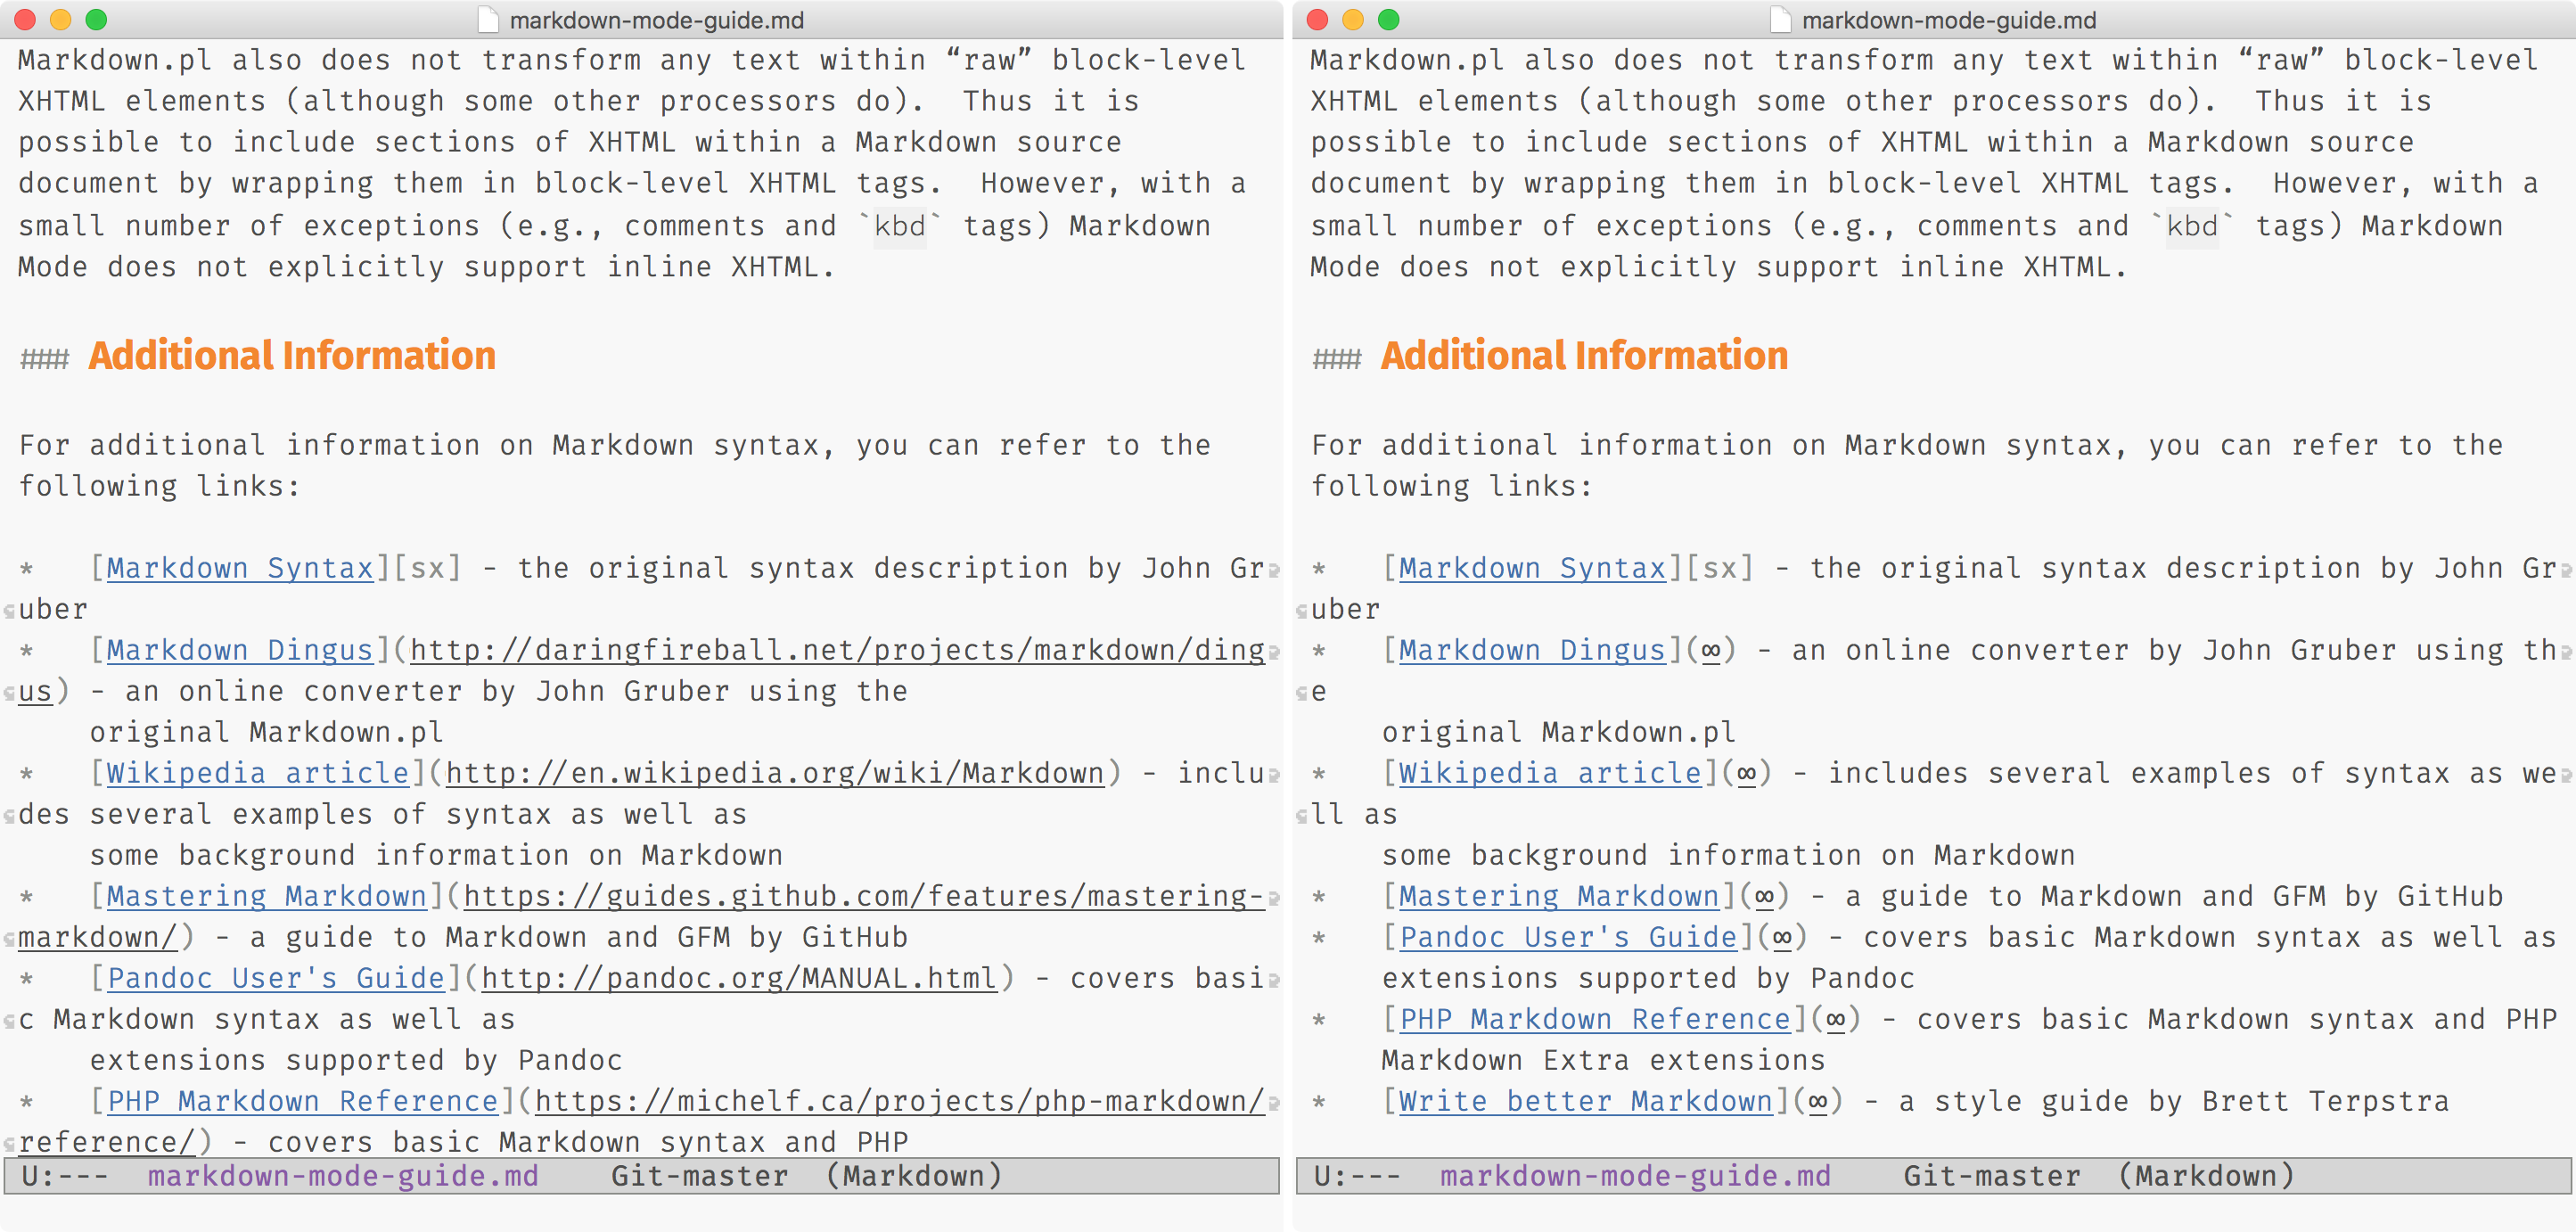 markdown-mode-guide.md
Markdown.pl also does not transform any text within “raw” block-level
XHTML elements (although some other processors do).  Thus it is
possible to include sections of XHTML within a Markdown source
document by wrapping them in block-level XHTML tags.  However, with a
small number of exceptions (e.g., comments and `kbd` tags) Markdown
Mode does not explicitly support inline XHTML.
### Additional Information
For additional information on Markdown syntax, you can refer to the
following links:
*   [Markdown Syntax][sx] - the original syntax description by John Gr
uber
*   [Markdown Dingus](http://daringfireball.net/projects/markdown/ding
us) - an online converter by John Gruber using the
original Markdown.pl
*   [Wikipedia article](http://en.wikipedia.org/wiki/Markdown) - inclu
des several examples of syntax as well as
some background information on Markdown
*   [Mastering Markdown](https://guides.github.com/features/mastering-
markdown/) - a guide to Markdown and GFM by GitHub
*   [Pandoc User's Guide](http://pandoc.org/MANUAL.html) - covers basi
c Markdown syntax as well as
extensions supported by Pandoc
*   [PHP Markdown Reference](https://michelf.ca/projects/php-markdown/
reference/) - covers basic Markdown syntax and PHP
U:---  markdown-mode-guide.md    Git-master  (Markdown)
markdown-mode-guide.md
Markdown.pl also does not transform any text within “raw” block-level
XHTML elements (although some other processors do).  Thus it is
possible to include sections of XHTML within a Markdown source
document by wrapping them in block-level XHTML tags.  However, with a
small number of exceptions (e.g., comments and `kbd` tags) Markdown
Mode does not explicitly support inline XHTML.
### Additional Information
For additional information on Markdown syntax, you can refer to the
following links:
*   [Markdown Syntax][sx] - the original syntax description by John Gr
uber
*   [Markdown Dingus](∞) - an online converter by John Gruber using th
e
original Markdown.pl
*   [Wikipedia article](∞) - includes several examples of syntax as we
ll as
some background information on Markdown
*   [Mastering Markdown](∞) - a guide to Markdown and GFM by GitHub
*   [Pandoc User's Guide](∞) - covers basic Markdown syntax as well as
extensions supported by Pandoc
*   [PHP Markdown Reference](∞) - covers basic Markdown syntax and PHP
Markdown Extra extensions
*   [Write better Markdown](∞) - a style guide by Brett Terpstra
U:---  markdown-mode-guide.md    Git-master  (Markdown)